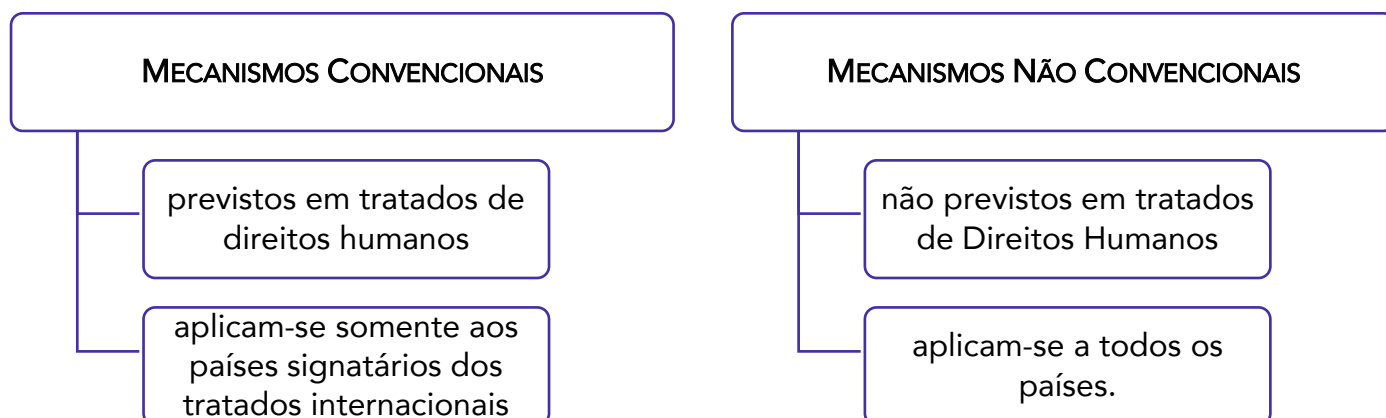 MECANISMOS CONVENCIONAIS
previstos em tratados de
direitos humanos
aplicam-se somente aos
países signatários dos
tratados internacionais
MECANISMOS NÃO CONVENCIONAIS
não previstos em tratados
de Direitos Humanos
aplicam-se a todos os
países.